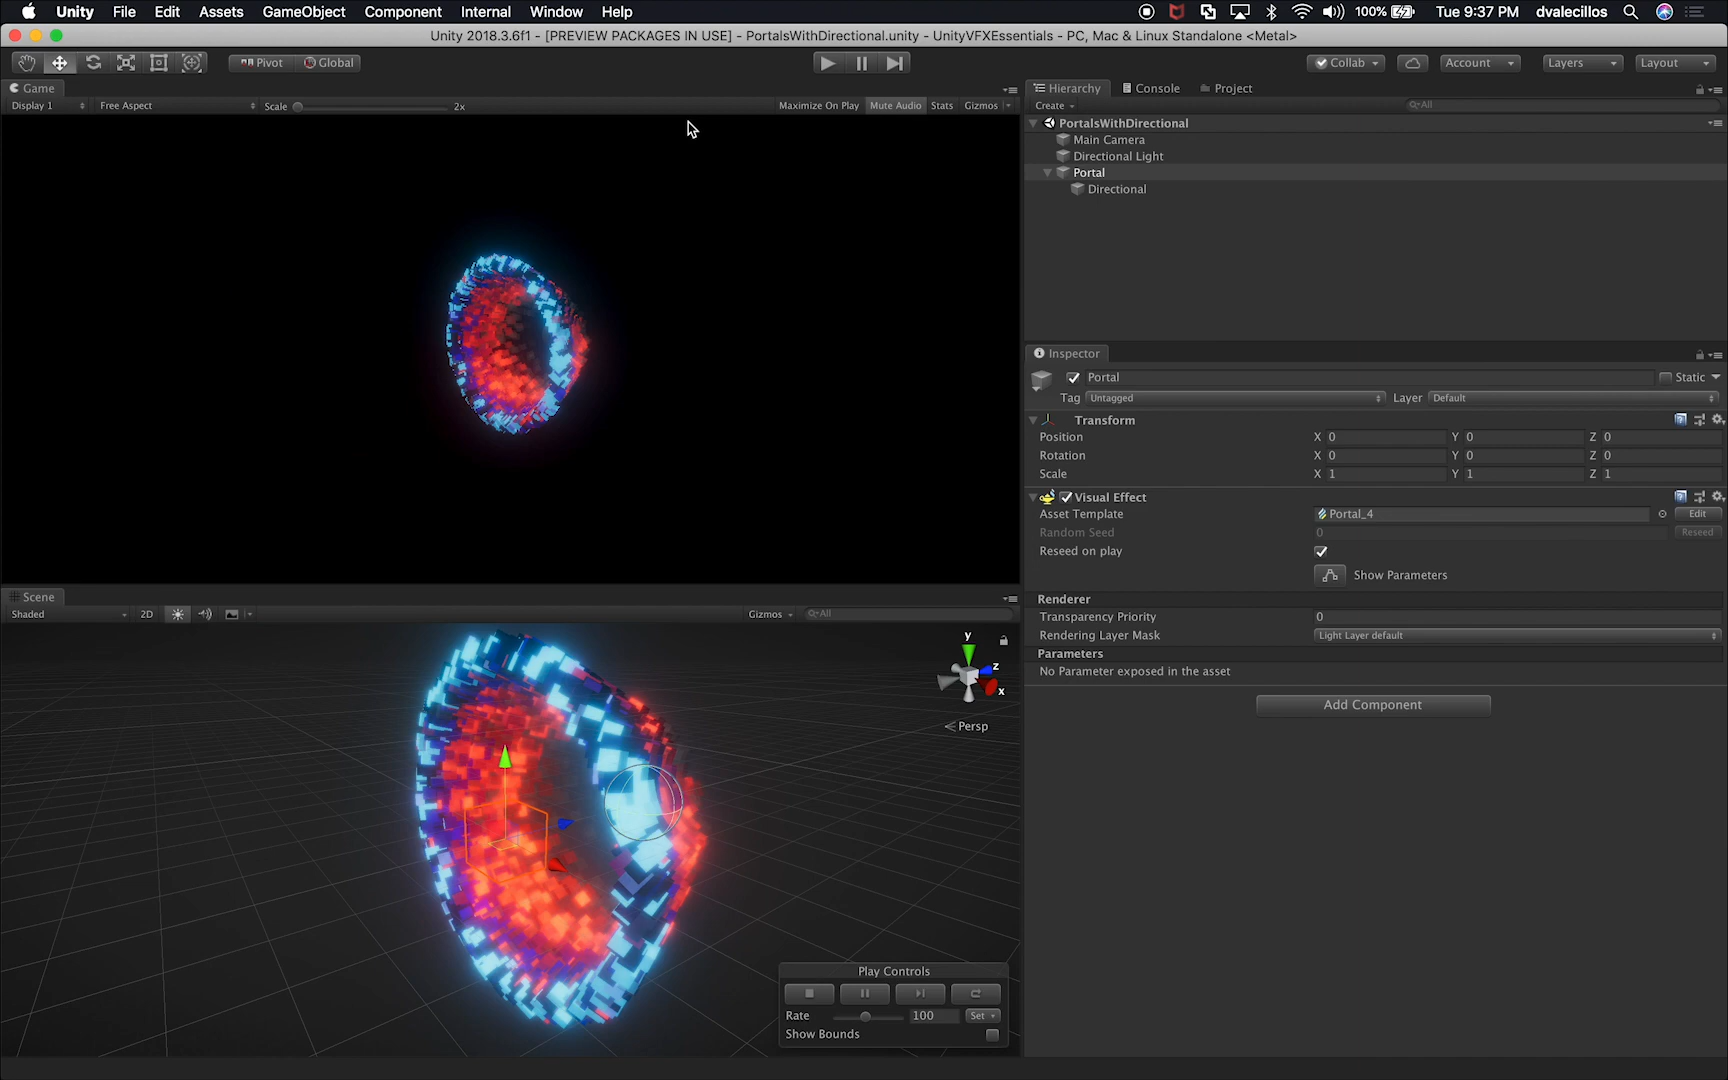 Unity File Edit Assets GameObject Component Internal Window Help 100% Tue 9:37 PM dvalecillos
Unity 2018.3.6f1 - [PREVIEW PACKAGES IN USE] - PortalsWithDirectional.unity - UnityVFXEssentials - PC, Mac & Linux Standalone <Metal>
Pivot Global Collab Account Layers Layout
Game
Display 1 Free Aspect Scale 2x Maximize On Play Mute Audio Stats Gizmos
Hierarchy Console Project
Create All
PortalsWithDirectional
Main Camera
Directional Light
Portal
Directional
Inspector
Portal Static
Tag Untagged Layer Default
Transform
Position X 0 Y 0 Z 0
Rotation X 0 Y 0 Z 0
Scale X 1 Y 1 Z 1
Visual Effect
Asset Template Portal_4 Edit
Random Seed 0 Reseed
Reseed on play
Show Parameters
Renderer
Transparency Priority 0
Rendering Layer Mask Light Layer default
Parameters
No Parameter exposed in the asset
Add Component
Scene
Shaded 2D Gizmos All
y
z
x
Persp
Play Controls
Rate 100 Set
Show Bounds